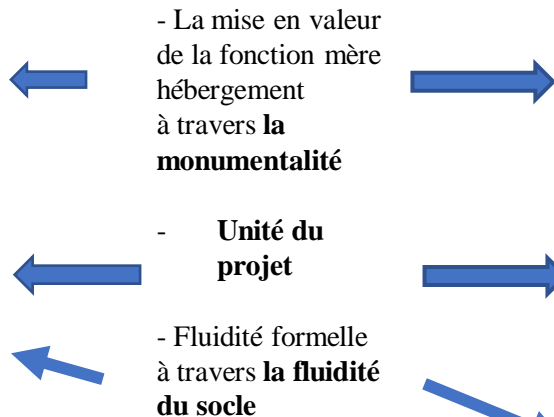 - La mise en valeur
de la fonction mère
hébergement
à travers la
monumentalité
- Unité du
projet
- Fluidité formelle
à travers la fluidité
du socle